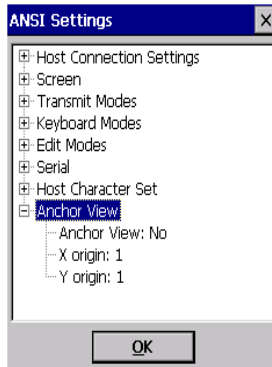 ANSI Settings
Host Connection Settings
Screen
Transmit Modes
Keyboard Modes
Edit Modes
Serial
Host Character Set
Anchor View
Anchor View: No
X origin: 1
Y origin: 1
OK